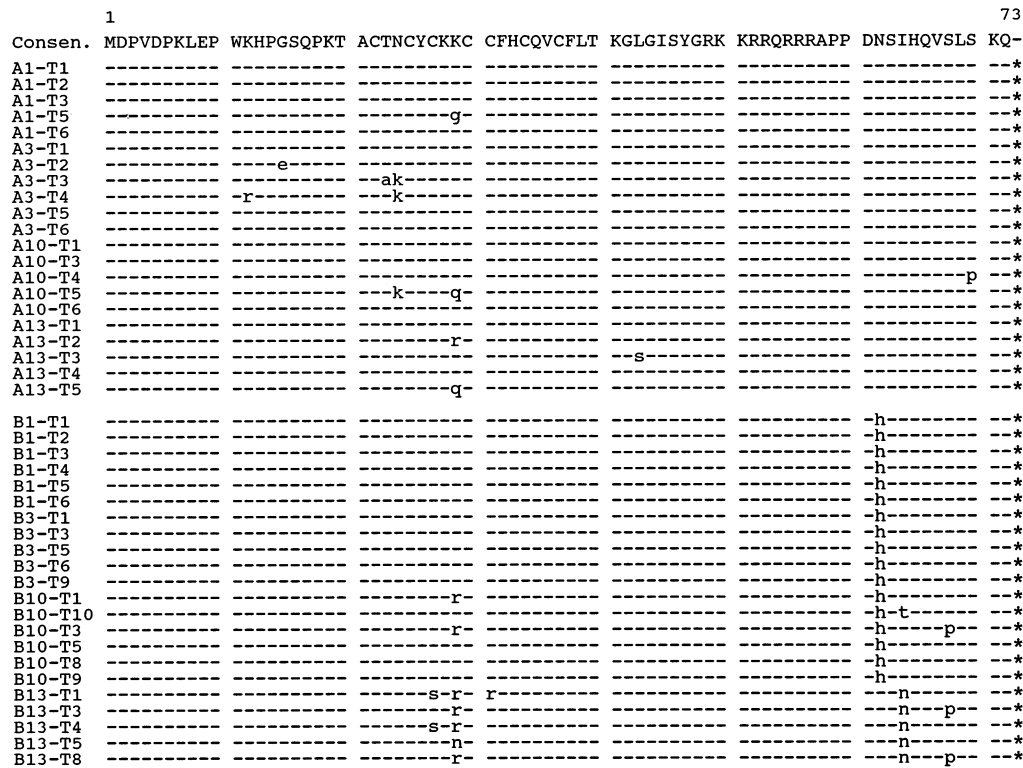 1 73
Consen. MDPVDPKLEP WKHPGSQPKT ACTNCYCKKC CFHCQVCFLT KGLGISYGRK KRRQRRRAPP DNSIHQVSLS KQ-
A1-T1 ---------- ---------- ---------- ---------- ---------- ---------- ---------- --*
A1-T2 ---------- ---------- ---------- ---------- ---------- ---------- ---------- --*
A1-T3 ---------- ---------- ---------- ---------- ---------- ---------- ---------- --*
A1-T5 ---------- ---------- --------g- ---------- ---------- ---------- ---------- --*
A1-T6 ---------- ---------- ---------- ---------- ---------- ---------- ---------- --*
A3-T1 ---------- ---------- ---------- ---------- ---------- ---------- ---------- --*
A3-T2 ---------- ----e----- ---------- ---------- ---------- ---------- ---------- --*
A3-T3 ---------- ---------- --ak------ ---------- ---------- ---------- ---------- --*
A3-T4 ---------- -r-------- ---k------ ---------- ---------- ---------- ---------- --*
A3-T5 ---------- ---------- ---------- ---------- ---------- ---------- ---------- --*
A3-T6 ---------- ---------- ---------- ---------- ---------- ---------- ---------- --*
A10-T1 ---------- ---------- ---------- ---------- ---------- ---------- ---------- --*
A10-T3 ---------- ---------- ---------- ---------- ---------- ---------- ---------- --*
A10-T4 ---------- ---------- ---------- ---------- ---------- ---------- ---------p --*
A10-T5 ---------- ---------- ---k----q- ---------- ---------- ---------- ---------- --*
A10-T6 ---------- ---------- ---------- ---------- ---------- ---------- ---------- --*
A13-T1 ---------- ---------- ---------- ---------- ---------- ---------- ---------- --*
A13-T2 ---------- ---------- --------r- ---------- ---------- ---------- ---------- --*
A13-T3 ---------- ---------- ---------- ---------- --s------- ---------- ---------- --*
A13-T4 ---------- ---------- ---------- ---------- ---------- ---------- ---------- --*
A13-T5 ---------- ---------- --------q- ---------- ---------- ---------- ---------- --*
B1-T1 ---------- ---------- ---------- ---------- ---------- ---------- -h-------- --*
B1-T2 ---------- ---------- ---------- ---------- ---------- ---------- -h-------- --*
B1-T3 ---------- ---------- ---------- ---------- ---------- ---------- -h-------- --*
B1-T4 ---------- ---------- ---------- ---------- ---------- ---------- -h-------- --*
B1-T5 ---------- ---------- ---------- ---------- ---------- ---------- -h-------- --*
B1-T6 ---------- ---------- ---------- ---------- ---------- ---------- -h-------- --*
B3-T1 ---------- ---------- ---------- ---------- ---------- ---------- -h-------- --*
B3-T3 ---------- ---------- ---------- ---------- ---------- ---------- -h-------- --*
B3-T5 ---------- ---------- ---------- ---------- ---------- ---------- -h-------- --*
B3-T6 ---------- ---------- ---------- ---------- ---------- ---------- -h-------- --*
B3-T9 ---------- ---------- ---------- ---------- ---------- ---------- -h-------- --*
B10-T1 ---------- ---------- --------r- ---------- ---------- ---------- -h-------- --*
B10-T10 ---------- ---------- ---------- ---------- ---------- ---------- -h-t------ --*
B10-T3 ---------- ---------- --------r- ---------- ---------- ---------- -h-----p-- --*
B10-T5 ---------- ---------- ---------- ---------- ---------- ---------- -h-------- --*
B10-T8 ---------- ---------- ---------- ---------- ---------- ---------- -h-------- --*
B10-T9 ---------- ---------- ---------- ---------- ---------- ---------- -h-------- --*
B13-T1 ---------- ---------- ------s-r- r--------- ---------- ---------- ---n------ --*
B13-T3 ---------- ---------- --------r- ---------- ---------- ---------- ---n---p-- --*
B13-T4 ---------- ---------- ------s-r- ---------- ---------- ---------- ---n------ --*
B13-T5 ---------- ---------- --------n- ---------- ---------- ---------- ---n------ --*
B13-T8 ---------- ---------- --------r- ---------- ---------- ---------- ---n---p-- --*